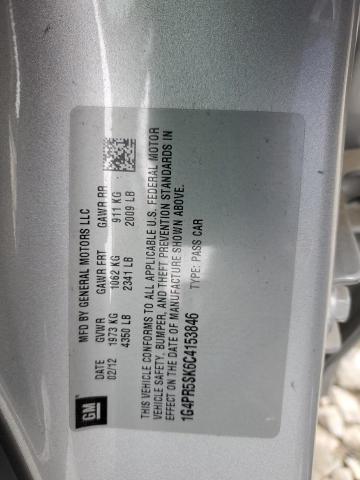 MFD BY GENERAL MOTORS LLC
DATE GVWR GAWR FRT GAWR RR
02/12 1973 KG 1062 KG 911 KG
4350 LB 2341 LB 2009 LB
THIS VEHICLE CONFORMS TO ALL APPLICABLE U.S. FEDERAL MOTOR
VEHICLE SAFETY, BUMPER, AND THEFT PREVENTION STANDARDS IN
EFFECT ON THE DATE OF MANUFACTURE SHOWN ABOVE.
1G4PR5SK6C4153846 TYPE: PASS CAR
GM